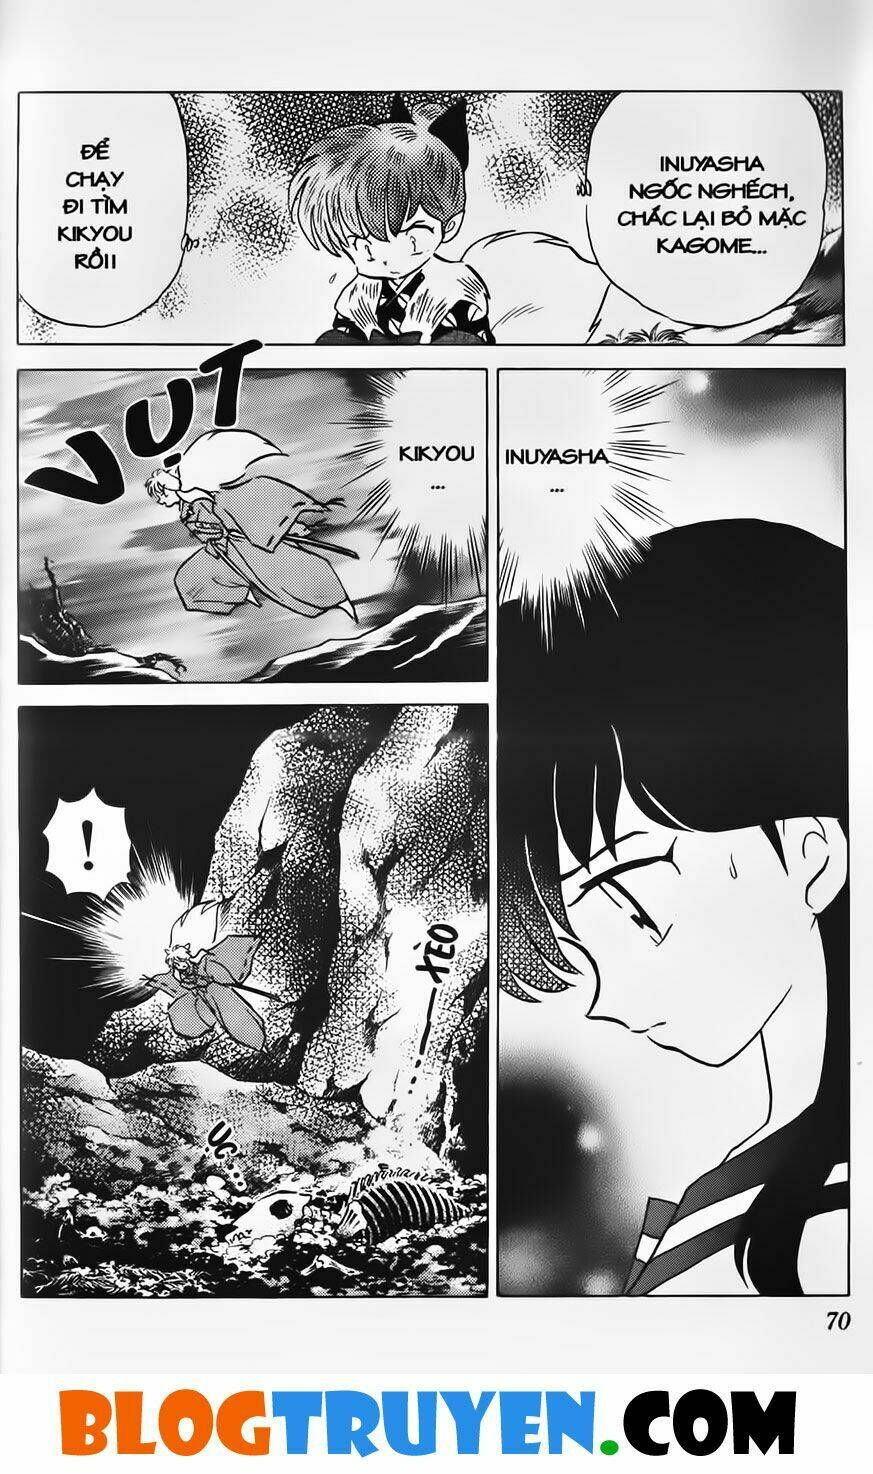 INUYASHA
NGỐC NGHẾCH,
CHẮC LẠI BỎ MẶC
KAGOME...
ĐỂ
CHẠY
ĐI TÌM
KIKYOU
RỒI!
INUYASHA
...
KIKYOU
...
VỤT
!
XÈO
ỤC...
70
BLOGTRUYEN.COM